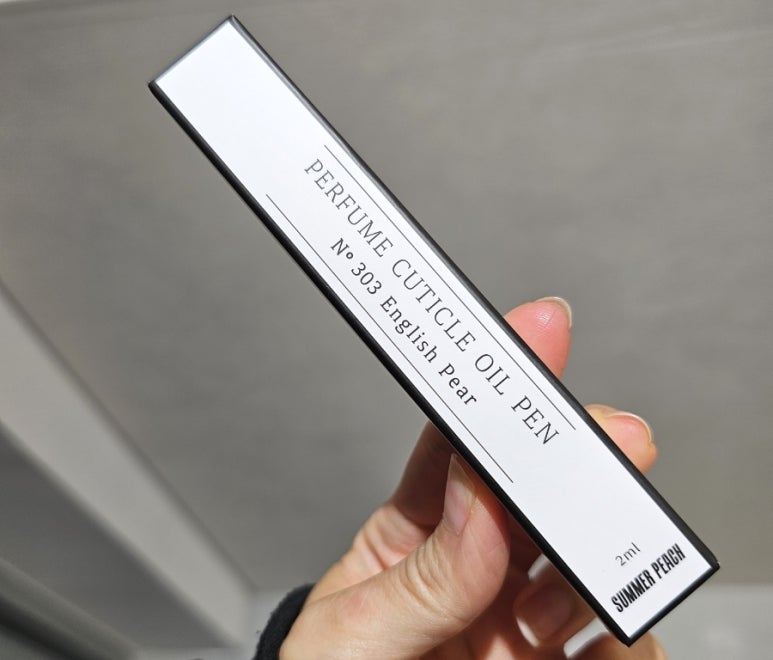 PERFUME CUTICLE OIL PEN
Nº 303 English Pear
2ml
SUMMER PEACH